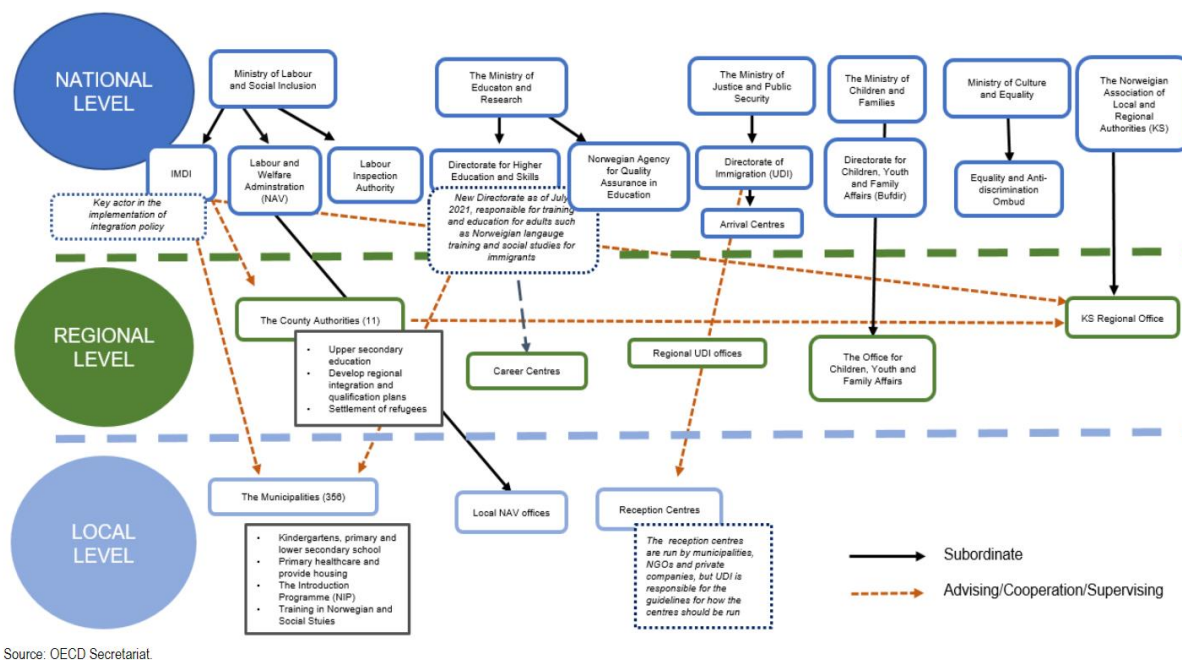 NATIONAL
LEVEL
Ministry of Labour
and Social Inclusion
The Ministry of
Educaton and
Research
The Ministry of
Justice and Public
Security
The Ministry of
Children and
Families
Ministry of Culture
and Equality
The Norwegian
Association of
Local and
Regional
Authorities (KS)
IMDI
Labour and
Welfare
Adminstration
(NAV)
Labour
Inspection
Authority
Directorate for Higher
Education and Skills
Norwegian Agency
for Quality
Assurance in
Education
Directorate of
Immigration (UDI)
Directorate for
Children, Youth
and Family
Affairs (Bufdir)
Equality and Anti-
discrimination
Ombud
Key actor in the
implementation of
integration policy
New Directorate as of July
2021, responsible for training
and education for adults such
as Norwegian langauge
training and social studies for
immigrants
Arrival Centres
REGIONAL
LEVEL
The County Authorities (11)
KS Regional Office
• Upper secondary
education
• Develop regional
integration and
qualification plans
• Settlement of refugees
Career Centres
Regional UDI offices
The Office for
Children, Youth and
Family Affairs
LOCAL
LEVEL
The Municipalities (356)
Local NAV offices
Reception Centres
• Kindergartens, primary and
lower secondary school
• Primary healthcare and
provide housing
• The Introduction
Programme (NIP)
• Training in Norwegian and
Social Stuies
The reception centres
are run by municipalities,
NGOs and private
companies, but UDI is
responsible for the
guidelines for how the
centres should be run
Subordinate
Advising/Cooperation/Supervising
Source: OECD Secretariat.